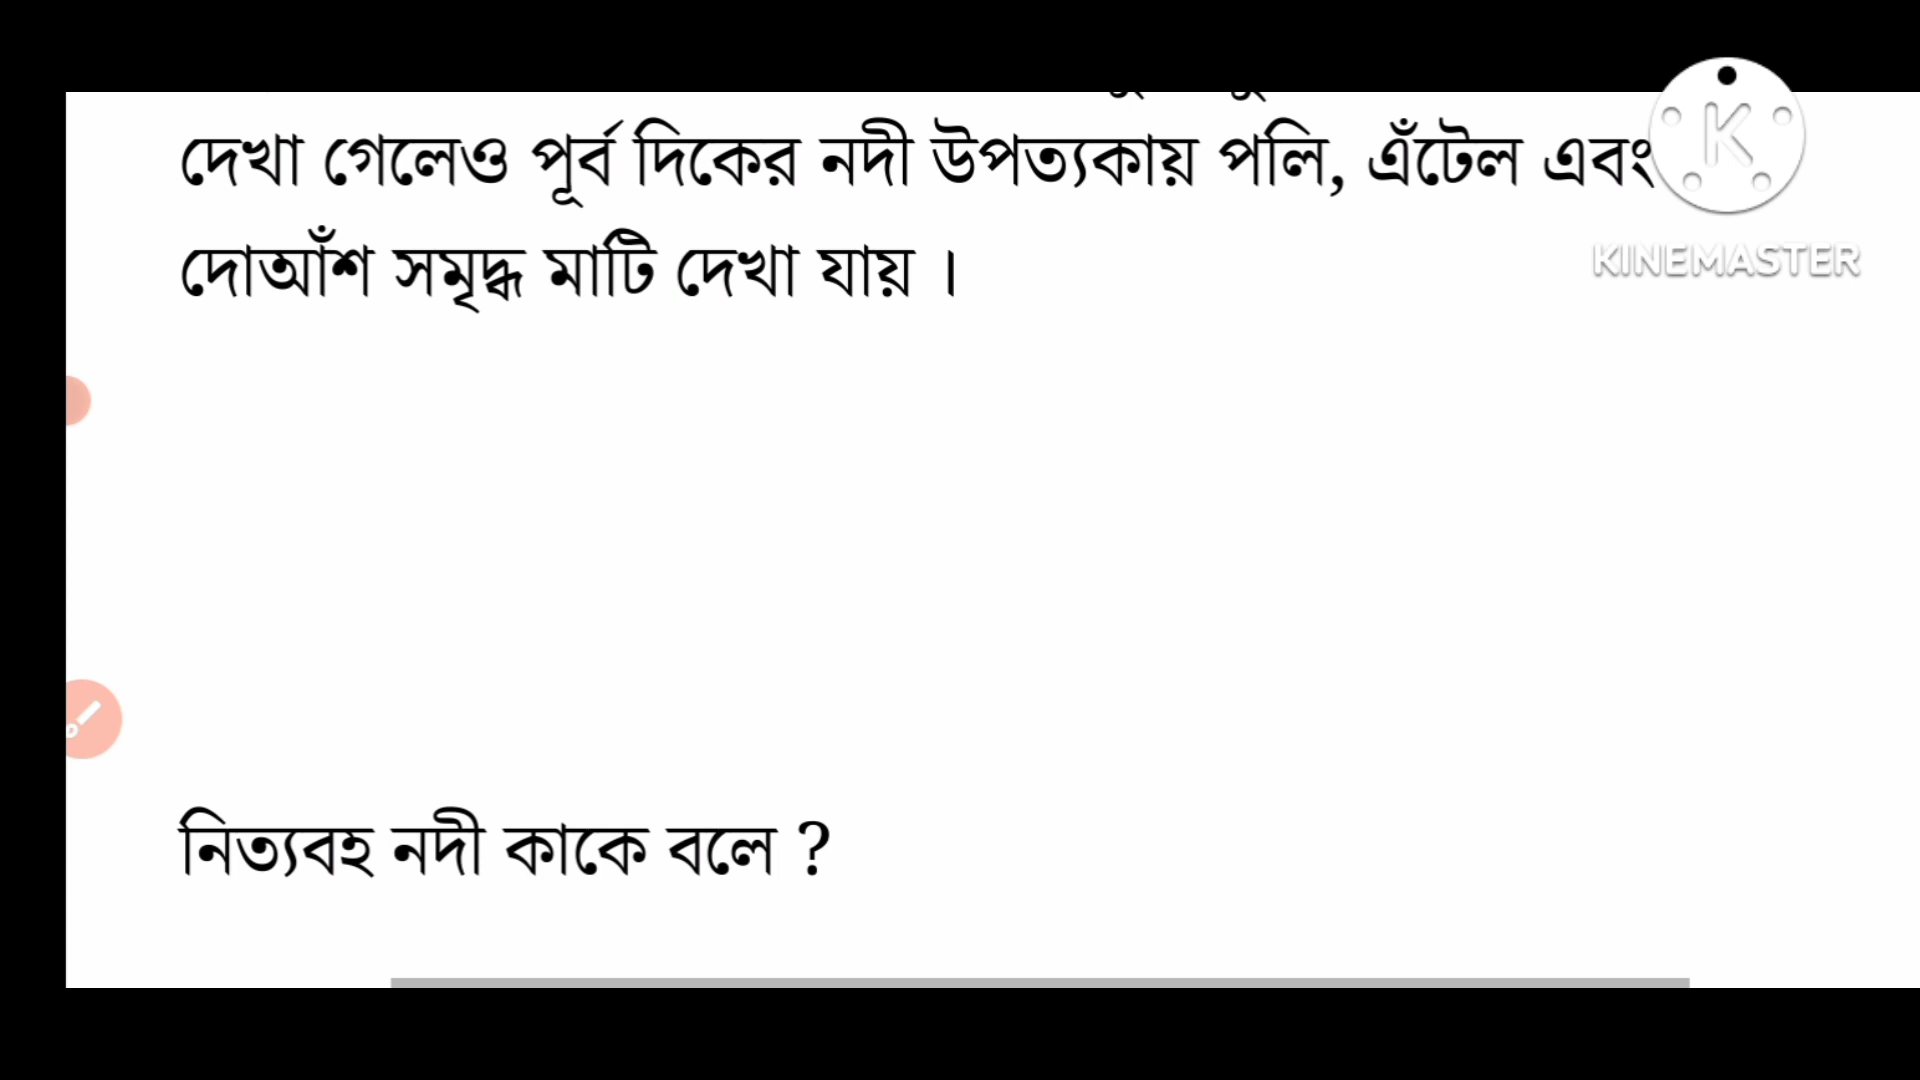 দেখা গেলেও পূর্ব দিকের নদী উপত্যকায় পলি, এঁটেল এবং
দোআঁশ সমৃদ্ধ মাটি দেখা যায় ।
KINEMASTER
নিত্যবহ নদী কাকে বলে ?